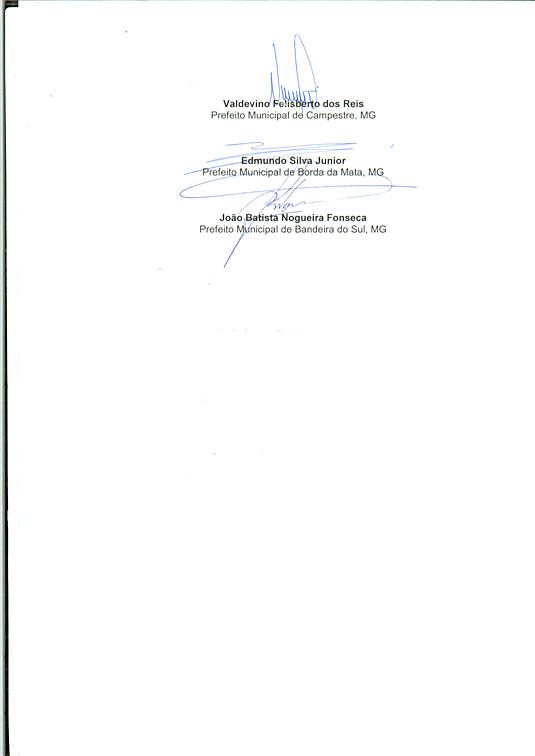 Valdevino Felisberto dos Reis
Prefeito Municipal de Campestre, MG
Edmundo Silva Junior
Prefeito Municipal de Borda da Mata, MG
João Batista Nogueira Fonseca
Prefeito Municipal de Bandeira do Sul, MG